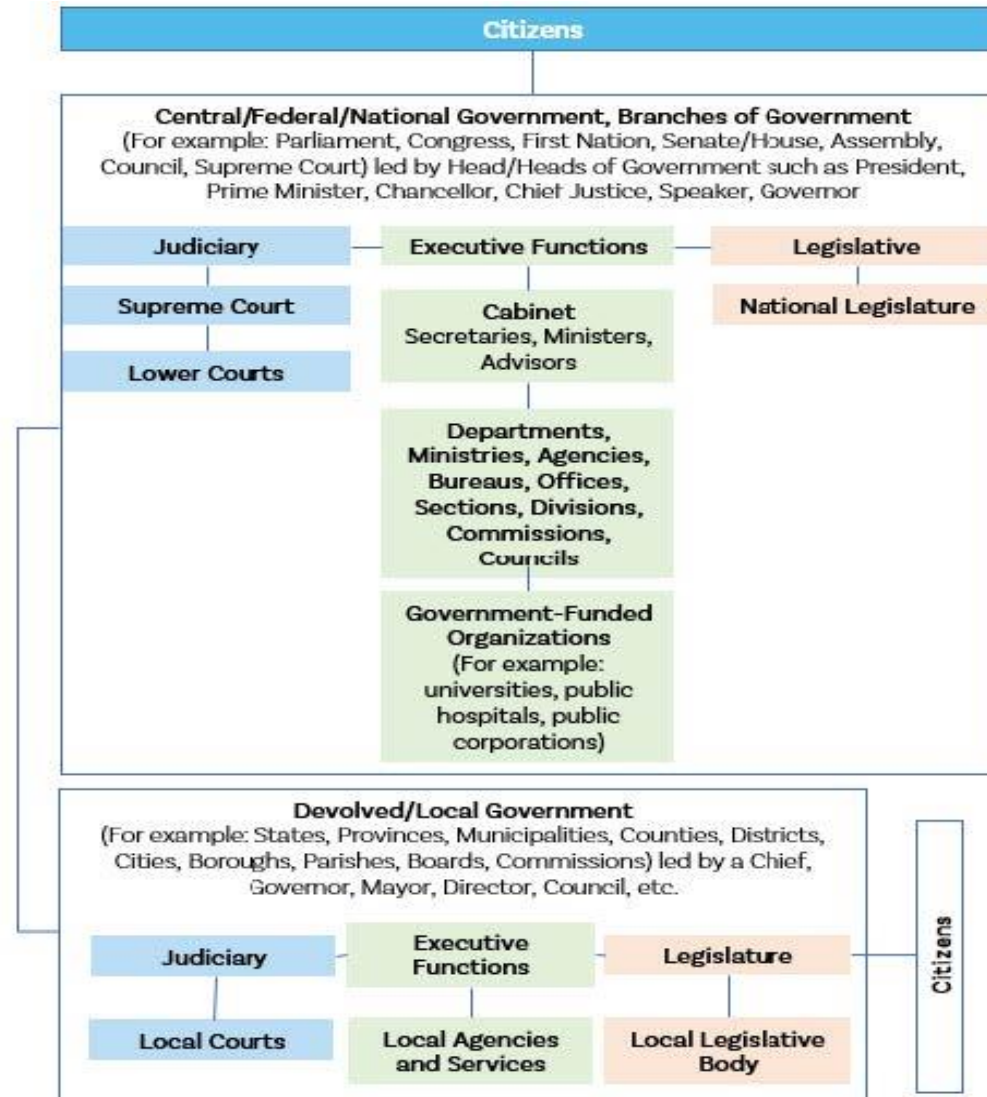 Citizens
Central/Federal/National Government, Branches of Government
(For example: Parliament, Congress, First Nation, Senate/House, Assembly,
Council, Supreme Court) led by Head/Heads of Government such as President,
Prime Minister, Chancellor, Chief Justice, Speaker, Governor
Judiciary
Executive Functions
Legislative
Supreme Court
Cabinet
Secretaries, Ministers,
Advisors
National Legislature
Lower Courts
Departments,
Ministries, Agencies,
Bureaus, Offices,
Sections, Divisions,
Commissions,
Councils
Government-Funded
Organizations
(For example:
universities, public
hospitals, public
corporations)
Devolved/Local Government
(For example: States, Provinces, Municipalities, Counties, Districts,
Cities, Boroughs, Parishes, Boards, Commissions) led by a Chief,
Governor, Mayor, Director, Council, etc.
Judiciary
Executive
Functions
Legislature
Local Courts
Local Agencies
and Services
Local Legislative
Body
Citizens